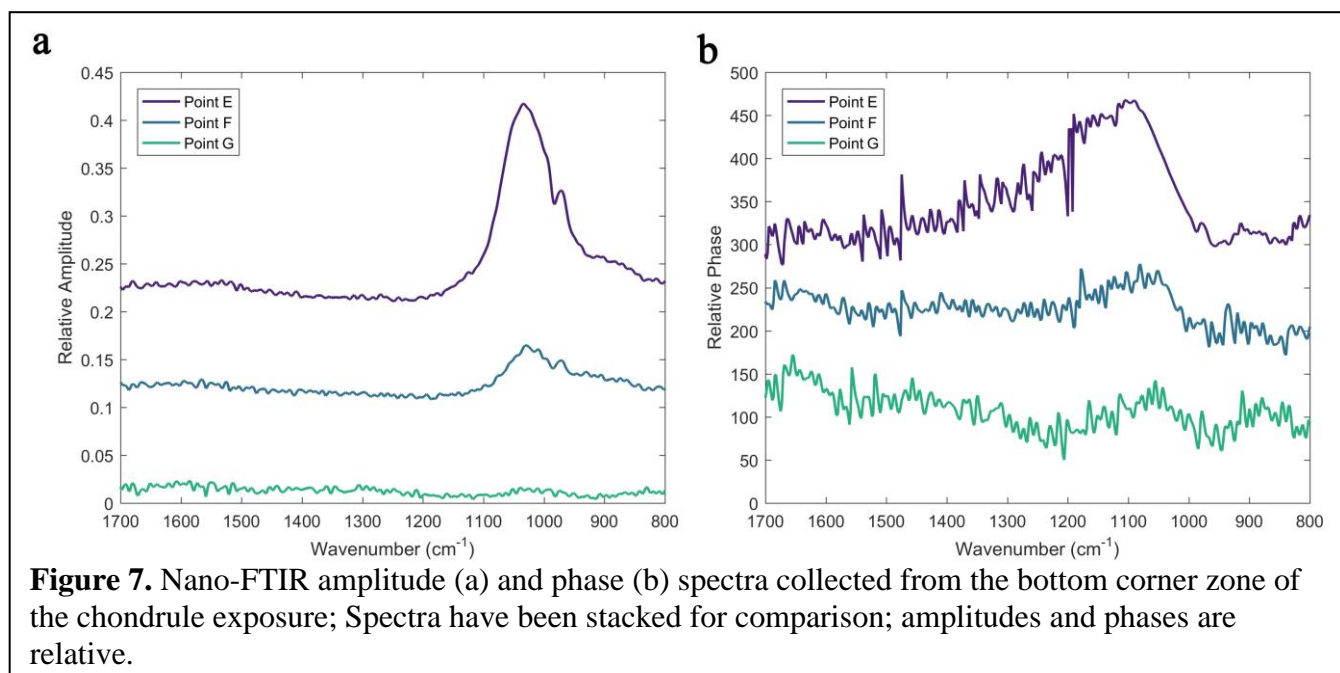 a
Relative Amplitude
0.45
0.4
0.35
0.3
0.25
0.2
0.15
0.1
0.05
0
Point E
Point F
Point G
1700 1600 1500 1400 1300 1200 1100 1000 900 800
Wavenumber (cm⁻¹)
b
Relative Phase
500
450
400
350
300
250
200
150
100
50
0
Point E
Point F
Point G
1700 1600 1500 1400 1300 1200 1100 1000 900 800
Wavenumber (cm⁻¹)
Figure 7. Nano-FTIR amplitude (a) and phase (b) spectra collected from the bottom corner zone of
the chondrule exposure; Spectra have been stacked for comparison; amplitudes and phases are
relative.